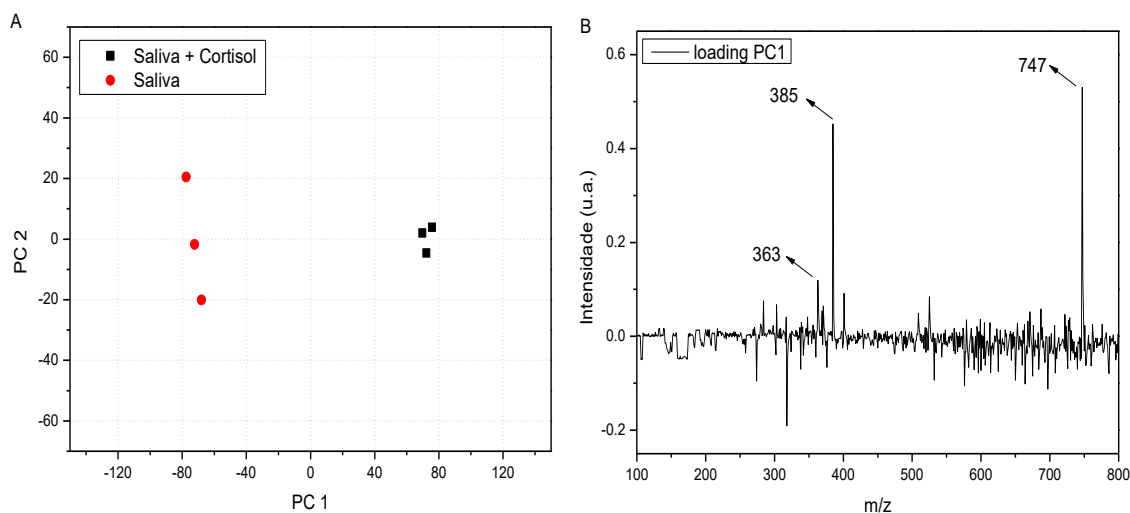 A
Saliva + Cortisol
Saliva
60
40
20
0
-20
-40
-60
PC 2
-120 -80 -40 0 40 80 120
PC 1
B
loading PC1
747
385
363
0.6
0.4
0.2
0.0
-0.2
Intensidade (u.a.)
100 200 300 400 500 600 700 800
m/z